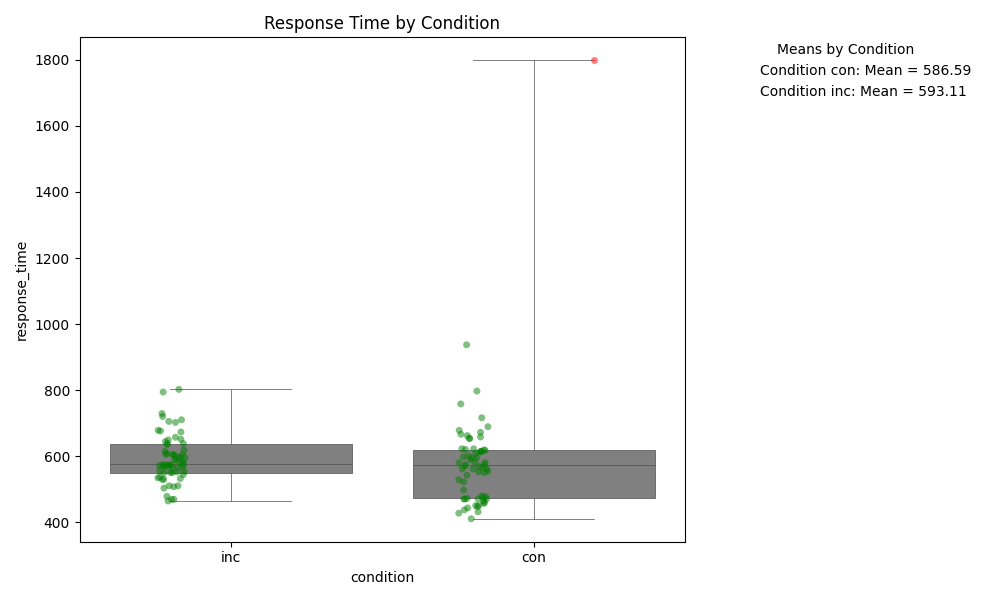 Response Time by Condition
Means by Condition
Condition con: Mean = 586.59
Condition inc: Mean = 593.11
response_time
1800
1600
1400
1200
1000
800
600
400
inc
con
condition